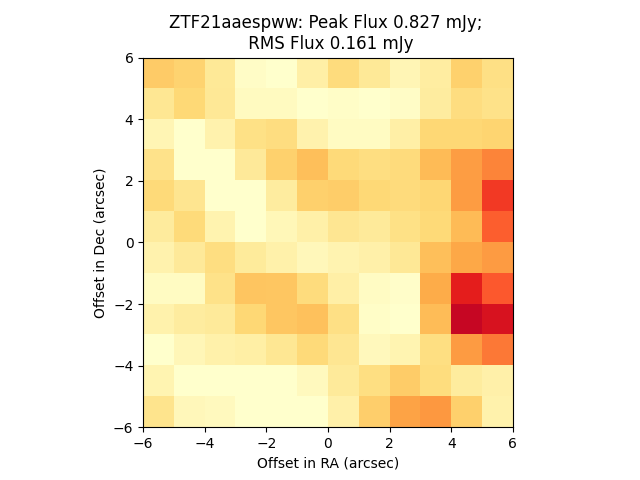 ZTF21aaespww: Peak Flux 0.827 mJy;
RMS Flux 0.161 mJy
6
4
2
0
−2
−4
−6
Offset in Dec (arcsec)
−6 −4 −2 0 2 4 6
Offset in RA (arcsec)